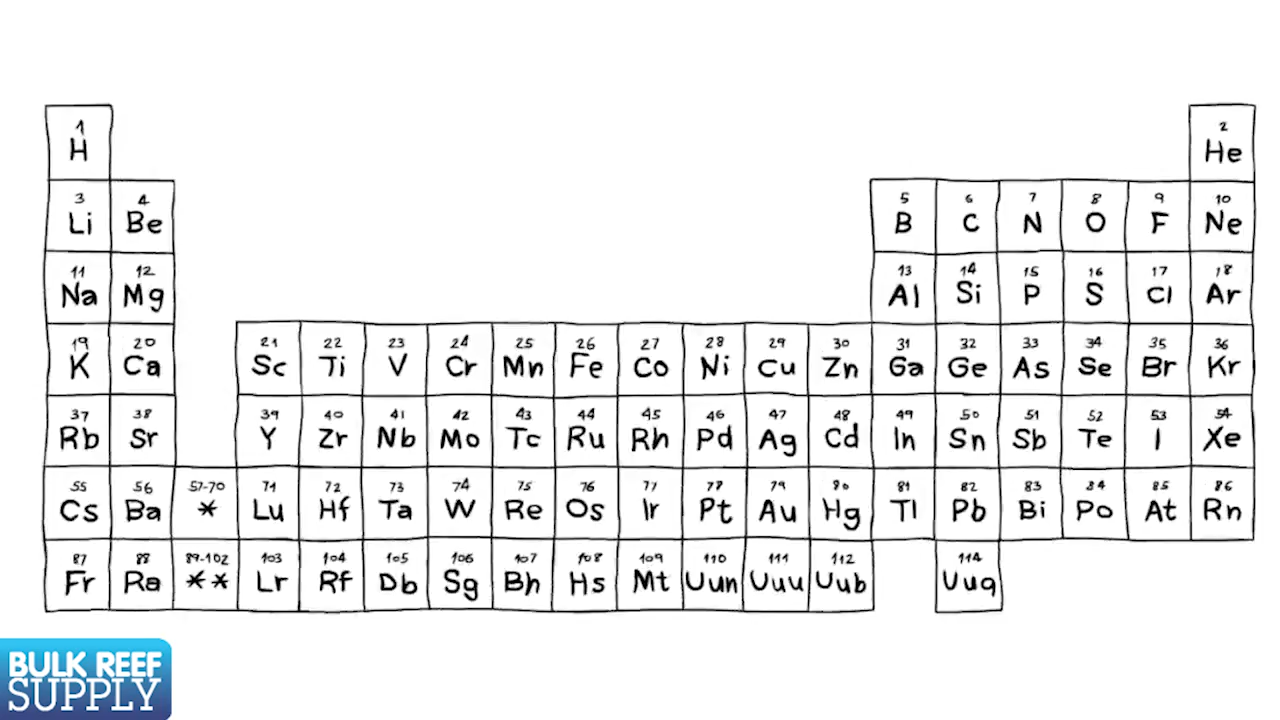 1 2
H He
3 4 5 6 7 8 9 10
Li Be B C N O F Ne
11 12 13 14 15 16 17 18
Na Mg Al Si P S Cl Ar
19 20 21 22 23 24 25 26 27 28 29 30 31 32 33 34 35 36
K Ca Sc Ti V Cr Mn Fe Co Ni Cu Zn Ga Ge As Se Br Kr
37 38 39 40 41 42 43 44 45 46 47 48 49 50 51 52 53 54
Rb Sr Y Zr Nb Mo Tc Ru Rh Pd Ag Cd In Sn Sb Te I Xe
55 56 57-70 71 72 73 74 75 76 77 78 79 80 81 82 83 84 85 86
Cs Ba * Lu Hf Ta W Re Os Ir Pt Au Hg Tl Pb Bi Po At Rn
87 88 89-102 103 104 105 106 107 108 109 110 111 112 114
Fr Ra ** Lr Rf Db Sg Bh Hs Mt Uun Uuu Uub Uuq
BULK REEF
SUPPLY